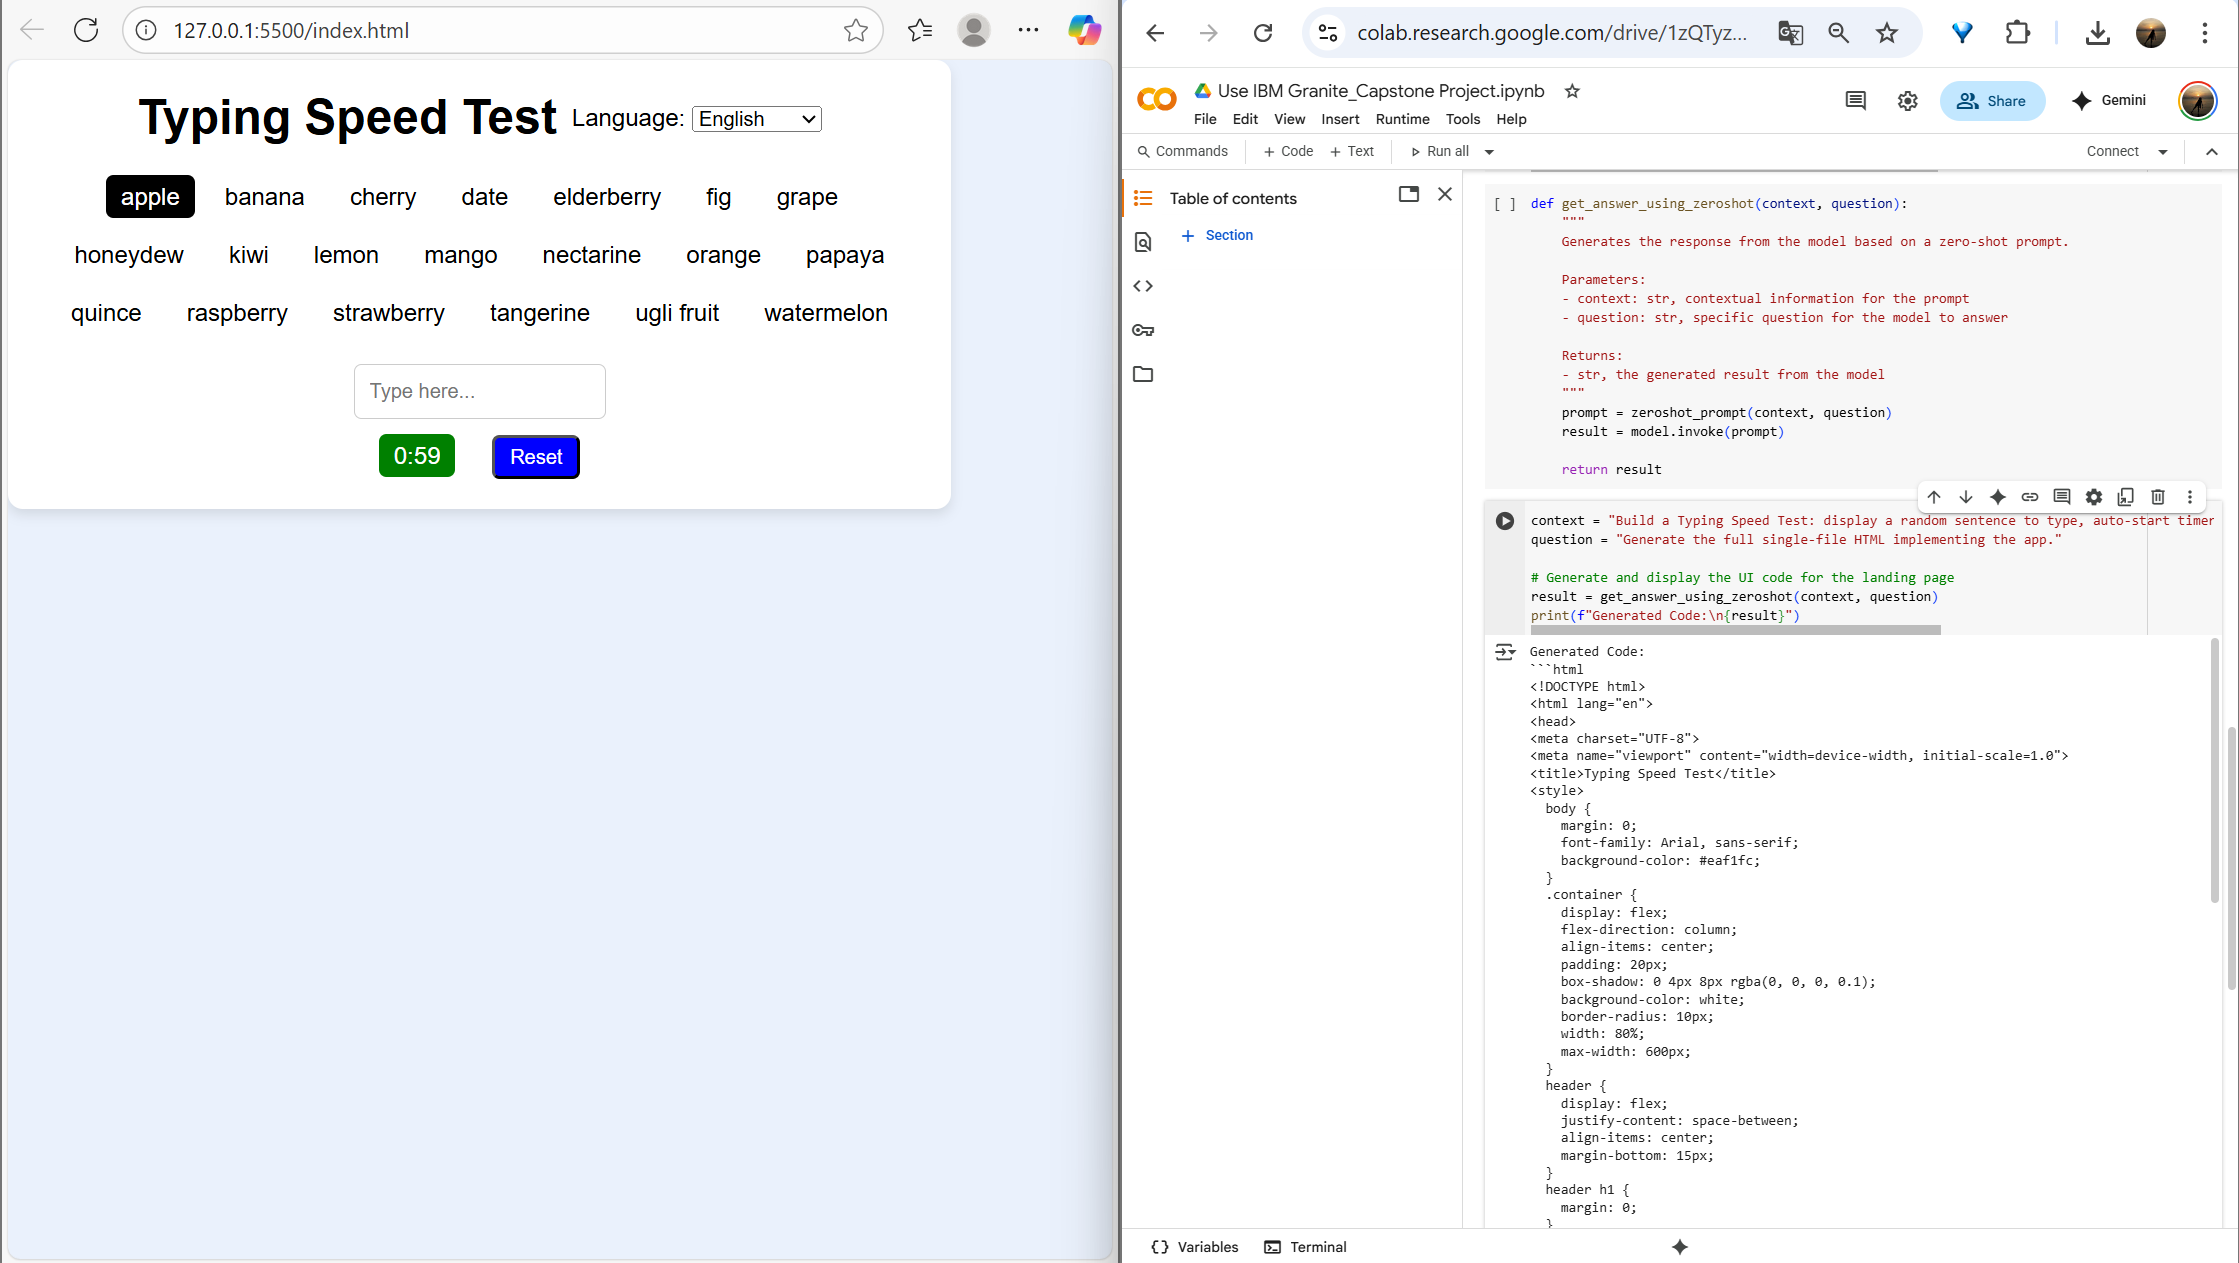 127.0.0.1:5500/index.html
Typing Speed Test
Language: English
apple banana cherry date elderberry fig grape
honeydew kiwi lemon mango nectarine orange papaya
quince raspberry strawberry tangerine ugli fruit watermelon
Type here...
0:59 Reset
colab.research.google.com/drive/1zQTyz...
Use IBM Granite_Capstone Project.ipynb
Share
Gemini
File Edit View Insert Runtime Tools Help
Commands + Code + Text Run all Connect
Table of contents
+ Section
[ ] def get_answer_using_zeroshot(context, question):
"""
Generates the response from the model based on a zero-shot prompt.
Parameters:
- context: str, contextual information for the prompt
- question: str, specific question for the model to answer
Returns:
- str, the generated result from the model
"""
prompt = zeroshot_prompt(context, question)
result = model.invoke(prompt)
return result
context = "Build a Typing Speed Test: display a random sentence to type, auto-start timer
question = "Generate the full single-file HTML implementing the app."
# Generate and display the UI code for the landing page
result = get_answer_using_zeroshot(context, question)
print(f"Generated Code:\n{result}")
Generated Code:
```html
<!DOCTYPE html>
<html lang="en">
<head>
<meta charset="UTF-8">
<meta name="viewport" content="width=device-width, initial-scale=1.0">
<title>Typing Speed Test</title>
<style>
body {
margin: 0;
font-family: Arial, sans-serif;
background-color: #eaf1fc;
}
.container {
display: flex;
flex-direction: column;
align-items: center;
padding: 20px;
box-shadow: 0 4px 8px rgba(0, 0, 0, 0.1);
background-color: white;
border-radius: 10px;
width: 80%;
max-width: 600px;
}
header {
display: flex;
justify-content: space-between;
align-items: center;
margin-bottom: 15px;
}
header h1 {
margin: 0;
}
Variables Terminal